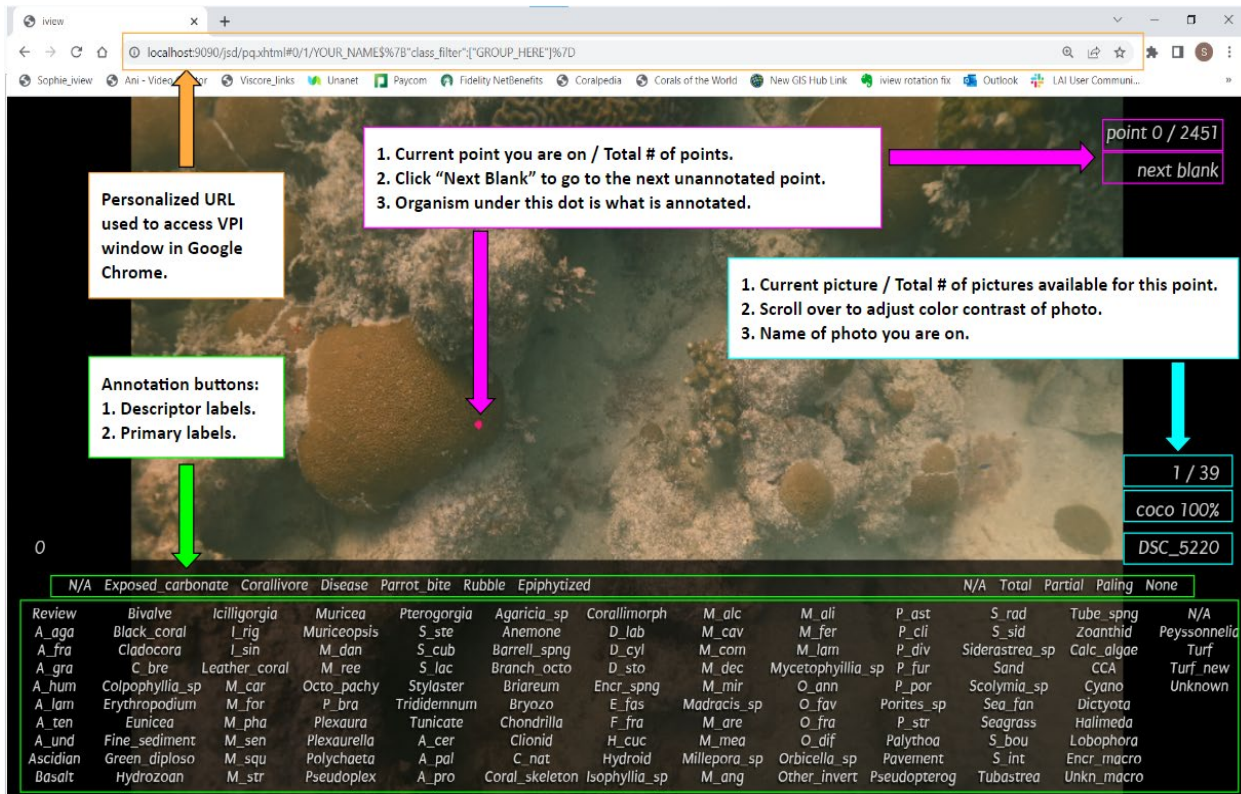 iview
localhost:9090/jsd/pq.xhtml#0/1/YOUR_NAME$%7B"class_filter":["GROUP_HERE"]%7D
S
Sophie_iview Ani - Video Creator Viscore_links Unanet Paycom Fidelity NetBenefits Coralpedia Corals of the World New GIS Hub Link iview rotation fix Outlook LAI User Communi...
point 0 / 2451
next blank
1. Current point you are on / Total # of points.
2. Click “Next Blank” to go to the next unannotated point.
3. Organism under this dot is what is annotated.
Personalized URL
used to access VPI
window in Google
Chrome.
1. Current picture / Total # of pictures available for this point.
2. Scroll over to adjust color contrast of photo.
3. Name of photo you are on.
Annotation buttons:
1. Descriptor labels.
2. Primary labels.
1 / 39
coco 100%
DSC_5220
0
N/A Exposed_carbonate Corallivore Disease Parrot_bite Rubble Epiphytized N/A Total Partial Paling None
Review Bivalve Icilligorgia Muricea Pterogorgia Agaricia_sp Corallimorph M_alc M_ali P_ast S_rad Tube_spng N/A
A_aga Black_coral I_rig Muriceopsis S_ste Anemone D_lab M_cav M_fer P_cli S_sid Zoanthid Peyssonnelia
A_fra Cladocora I_sin M_dan S_cub Barrell_spng D_cyl M_com M_lam P_div Siderastrea_sp Calc_algae Turf
A_gra C_bre Leather_coral M_ree S_lac Branch_octo D_sto M_dec Mycetophyillia_sp P_fur Sand CCA Turf_new
A_hum Colpophyllia_sp M_car Octo_pachy Stylaster Briareum Encr_spng M_mir O_ann P_por Scolymia_sp Cyano Unknown
A_lam Erythropodium M_for P_bra Trididemnum Bryozo E_fas Madracis_sp O_fav Porites_sp Sea_fan Dictyota
A_ten Eunicea M_pha Plexaura Tunicate Chondrilla F_fra M_are O_fra P_str Seagrass Halimeda
A_und Fine_sediment M_sen Plexaurella A_cer Clionid H_cuc M_mea O_dif Palythoa S_bou Lobophora
Ascidian Green_diploso M_squ Polychaeta A_pal C_nat Hydroid Millepora_sp Orbicella_sp Pavement S_int Encr_macro
Basalt Hydrozoan M_str Pseudoplex A_pro Coral_skeleton Isophyllia_sp M_ang Other_invert Pseudopterog Tubastrea Unkn_macro